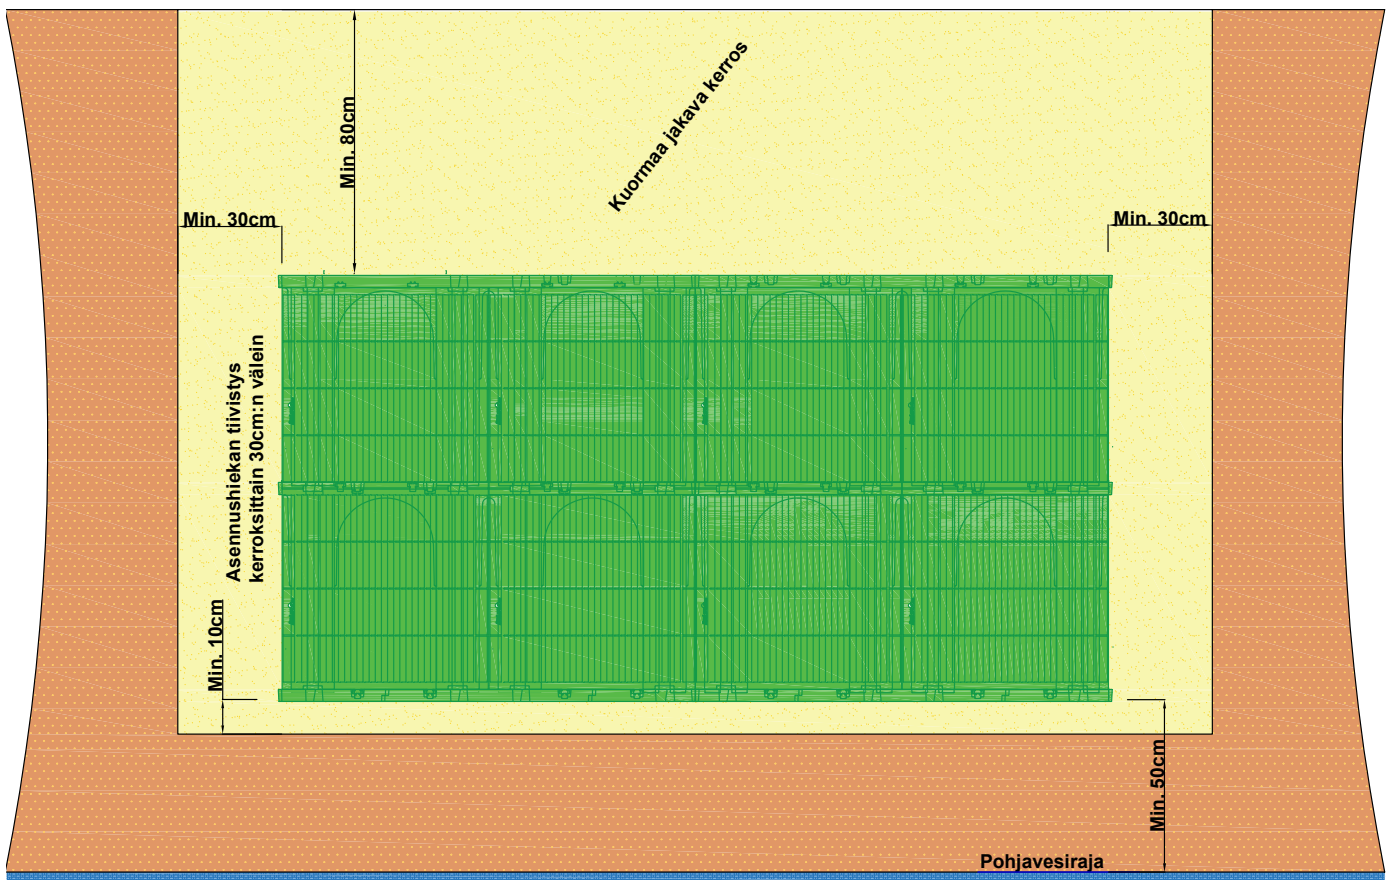 Min. 80cm
Kuormaa jakava kerros
Min. 30cm
Min. 30cm
Asennushiekan tiivistys
kerroksittain 30cm:n välein
Min. 10cm
Min. 50cm
Pohjavesiraja